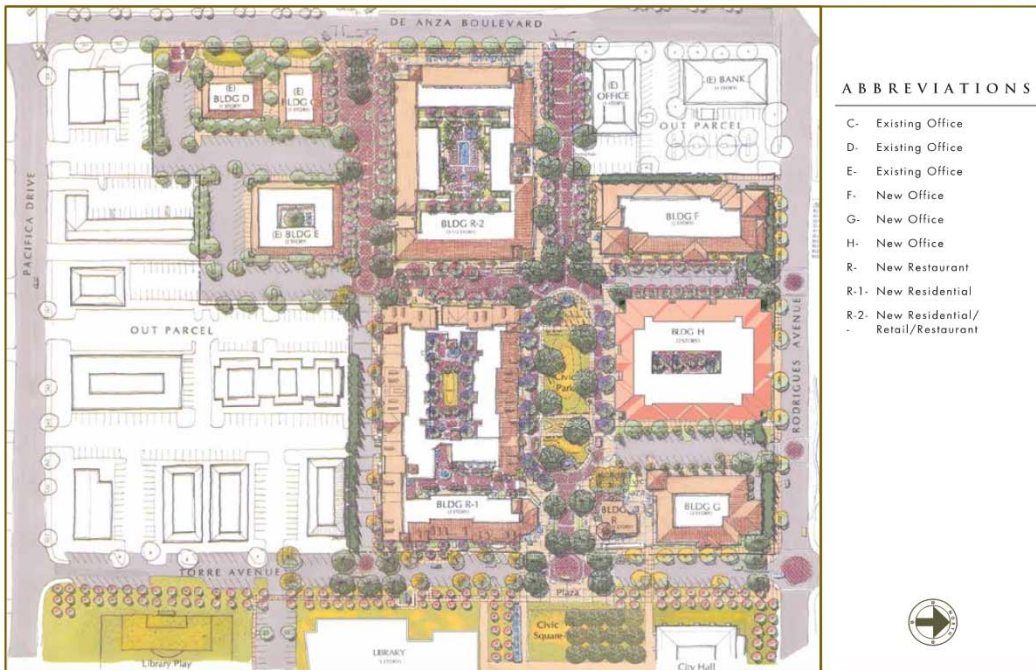 DE ANZA BOULEVARD
(E)
BLDG D
(E)
BLDG C
(E)
OFFICE
(E) BANK
OUT PARCEL
PACIFICA DRIVE
(E) BLDG E
BLDG R-2
BLDG F
OUT PARCEL
BLDG H
Civic
Park
RODRIGUES AVENUE
BLDG R-1
BLDG
R
BLDG G
TORRE AVENUE
Plaza
Civic
Square
LIBRARY
Library Play
City Hall
ABBREVIATIONS
C- Existing Office
D- Existing Office
E- Existing Office
F- New Office
G- New Office
H- New Office
R- New Restaurant
R-1- New Residential
R-2- New Residential/
- Retail/Restaurant
NORTH